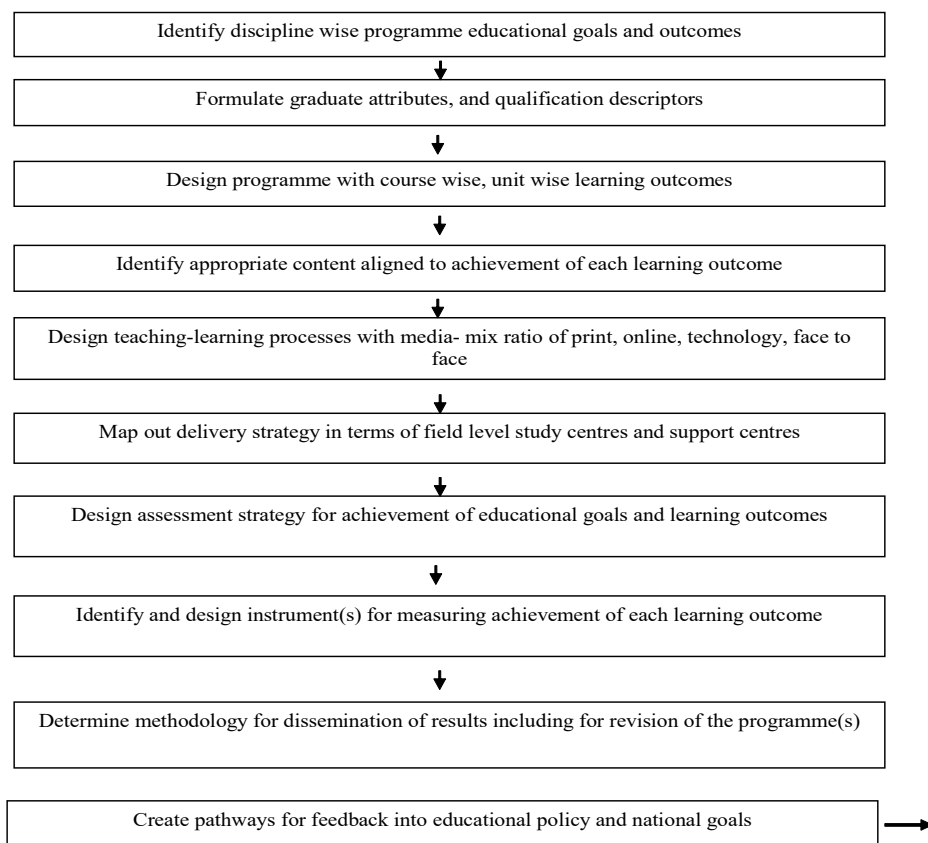 Identify discipline wise programme educational goals and outcomes
Formulate graduate attributes, and qualification descriptors
Design programme with course wise, unit wise learning outcomes
Identify appropriate content aligned to achievement of each learning outcome
Design teaching-learning processes with media- mix ratio of print, online, technology, face to
face
Map out delivery strategy in terms of field level study centres and support centres
Design assessment strategy for achievement of educational goals and learning outcomes
Identify and design instrument(s) for measuring achievement of each learning outcome
Determine methodology for dissemination of results including for revision of the programme(s)
Create pathways for feedback into educational policy and national goals